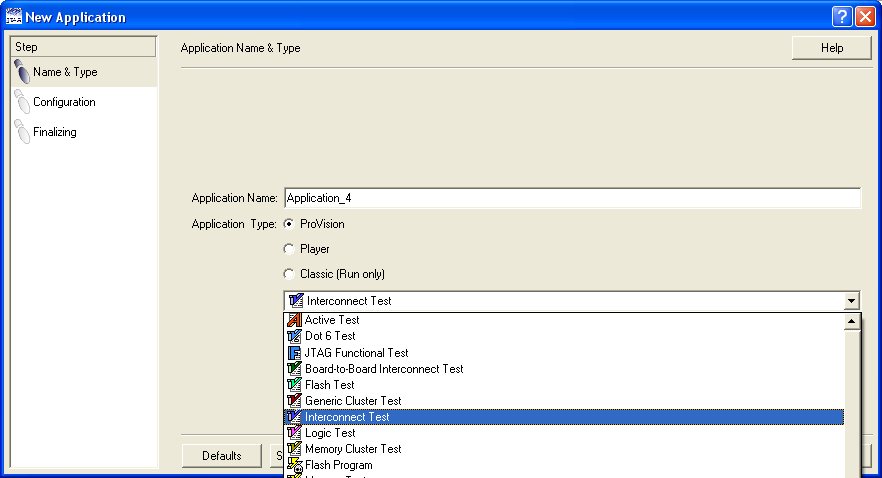 New Application
Step
Name & Type
Configuration
Finalizing
Application Name & Type
Help
Application Name: Application_4
Application Type: ProVision
Player
Classic (Run only)
Interconnect Test
Active Test
Dot 6 Test
JTAG Functional Test
Board-to-Board Interconnect Test
Flash Test
Generic Cluster Test
Interconnect Test
Logic Test
Memory Cluster Test
Flash Program
Defaults